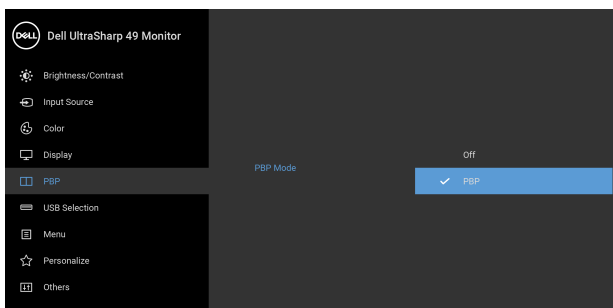 DELL Dell UltraSharp 49 Monitor
Brightness/Contrast
Input Source
Color
Display
PBP
USB Selection
Menu
Personalize
Others
PBP Mode
Off
PBP